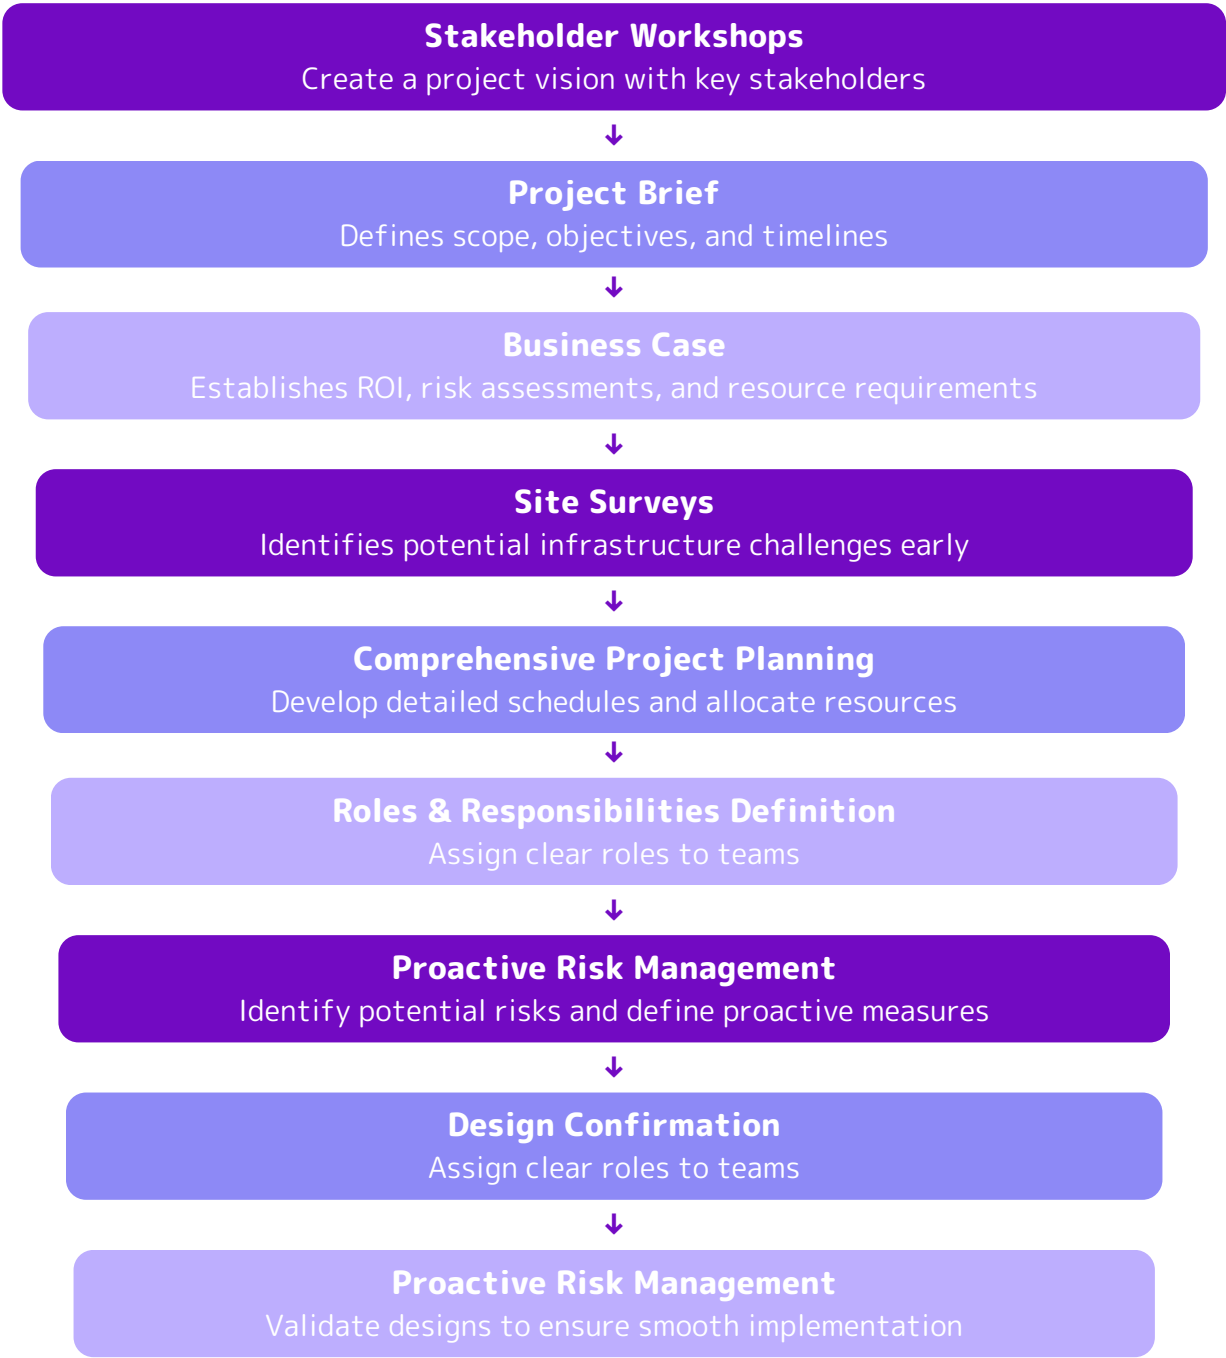 Stakeholder Workshops
Create a project vision with key stakeholders
↓
Project Brief
Defines scope, objectives, and timelines
↓
Business Case
Establishes ROI, risk assessments, and resource requirements
↓
Site Surveys
Identifies potential infrastructure challenges early
↓
Comprehensive Project Planning
Develop detailed schedules and allocate resources
↓
Roles & Responsibilities Definition
Assign clear roles to teams
↓
Proactive Risk Management
Identify potential risks and define proactive measures
↓
Design Confirmation
Assign clear roles to teams
↓
Proactive Risk Management
Validate designs to ensure smooth implementation